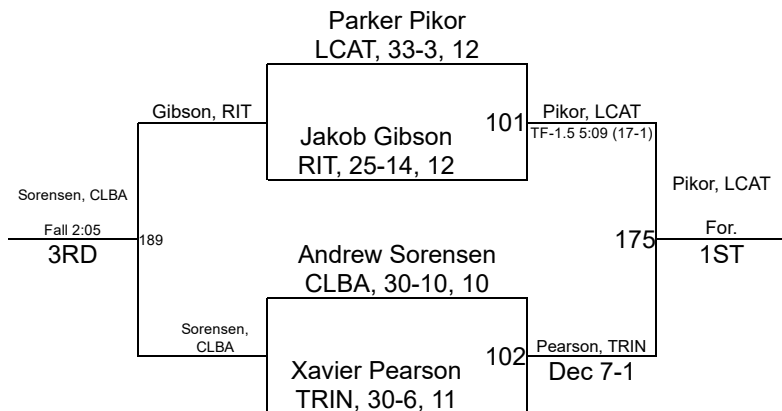 Parker Pikor
LCAT, 33-3, 12
Gibson, RIT
101
Pikor, LCAT
TF-1.5 5:09 (17-1)
Jakob Gibson
RIT, 25-14, 12
Sorensen, CLBA
Fall 2:05
3RD
189
Pikor, LCAT
175
For.
1ST
Andrew Sorensen
CLBA, 30-10, 10
Sorensen,
CLBA
102
Pearson, TRIN
Dec 7-1
Xavier Pearson
TRIN, 30-6, 11